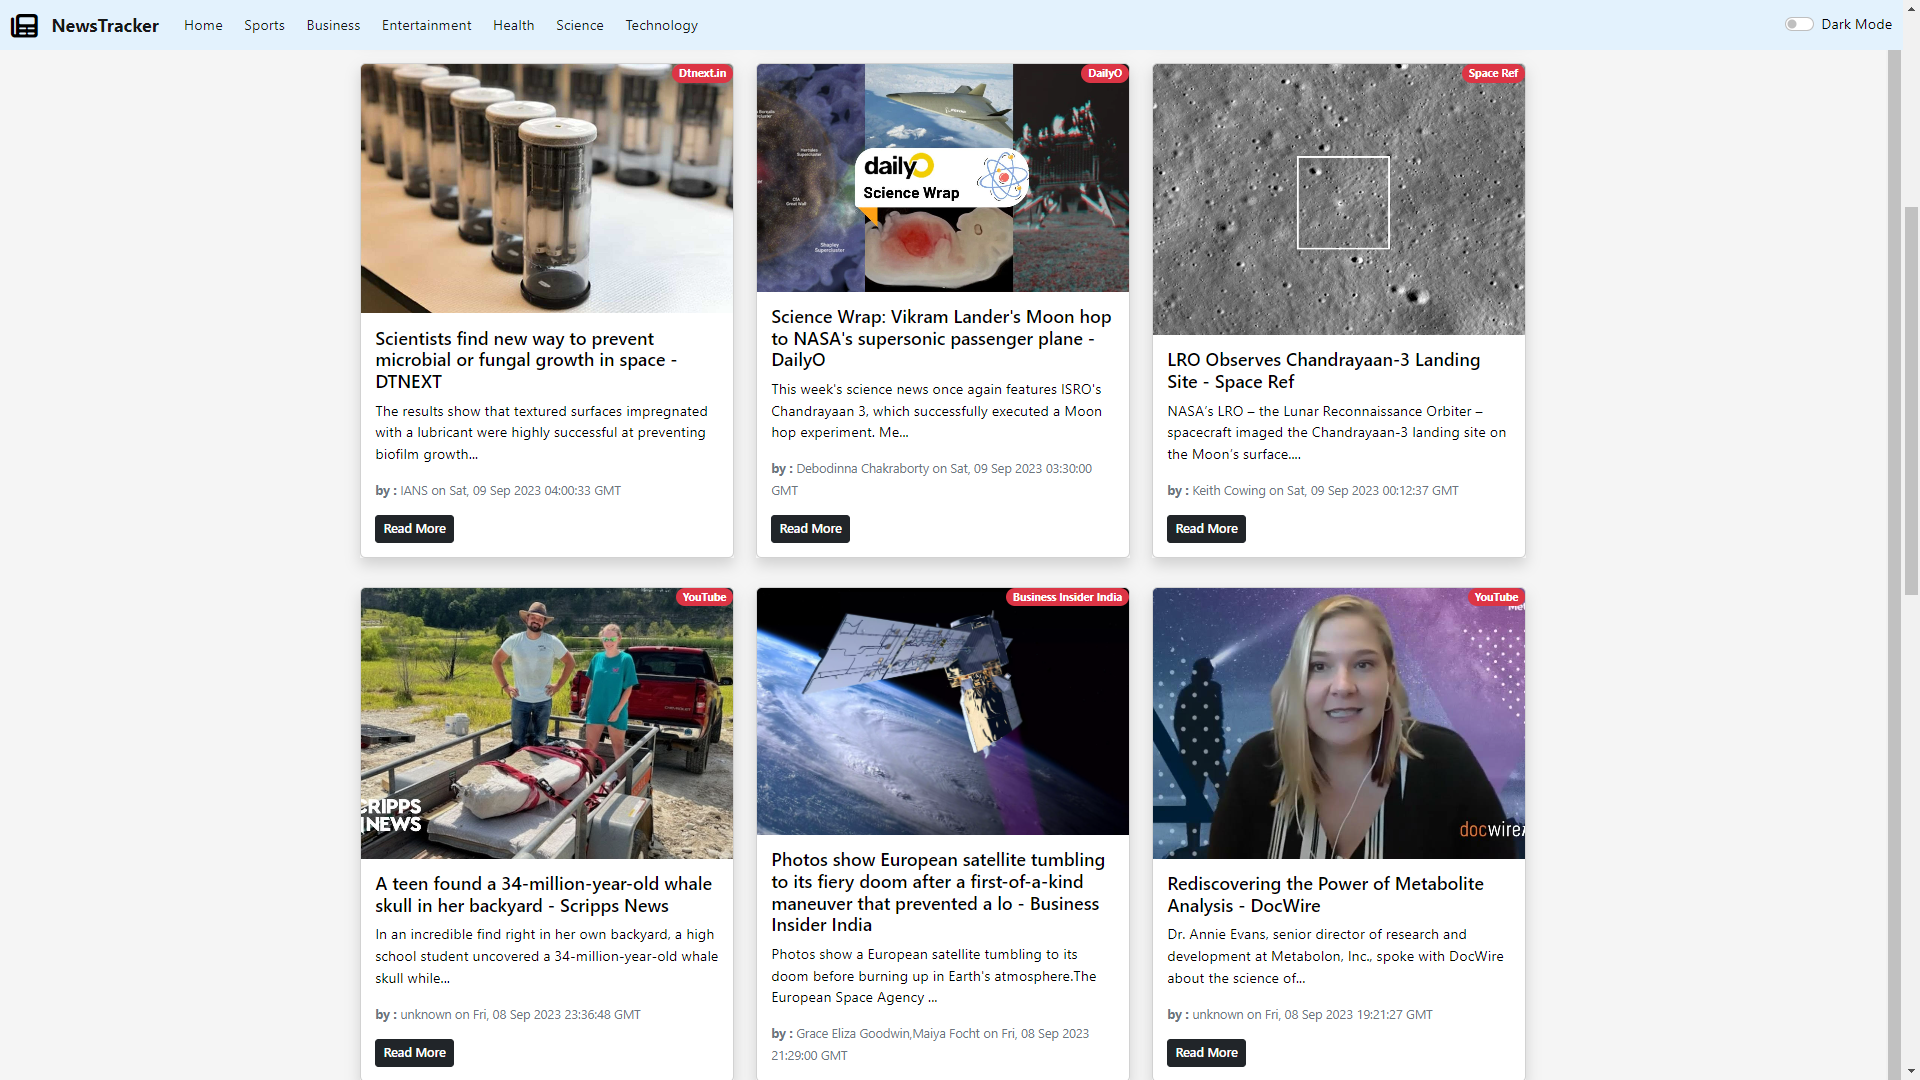 NewsTracker Home Sports Business Entertainment Health Science Technology Dark Mode
Dtnext.in
Scientists find new way to prevent
microbial or fungal growth in space -
DTNEXT
The results show that textured surfaces impregnated
with a lubricant were highly successful at preventing
biofilm growth...
by : IANS on Sat, 09 Sep 2023 04:00:33 GMT
Read More
DailyO
Hortules
Supercluster
CfA
Great Wall
Shapley
Supercluster
BOEING
dailyO
Science Wrap
Science Wrap: Vikram Lander's Moon hop
to NASA's supersonic passenger plane -
DailyO
This week's science news once again features ISRO's
Chandrayaan 3, which successfully executed a Moon
hop experiment. Me...
by : Debodinna Chakraborty on Sat, 09 Sep 2023 03:30:00
GMT
Read More
Space Ref
LRO Observes Chandrayaan-3 Landing
Site - Space Ref
NASA’s LRO – the Lunar Reconnaissance Orbiter –
spacecraft imaged the Chandrayaan-3 landing site on
the Moon’s surface....
by : Keith Cowing on Sat, 09 Sep 2023 00:12:37 GMT
Read More
YouTube
CHEVROLET
SCRIPPS
NEWS
A teen found a 34-million-year-old whale
skull in her backyard - Scripps News
In an incredible find right in her own backyard, a high
school student uncovered a 34-million-year-old whale
skull while...
by : unknown on Fri, 08 Sep 2023 23:36:48 GMT
Read More
Business Insider India
Photos show European satellite tumbling
to its fiery doom after a first-of-a-kind
maneuver that prevented a lo - Business
Insider India
Photos show a European satellite tumbling to its
doom before burning up in Earth's atmosphere.The
European Space Agency ...
by : Grace Eliza Goodwin,Maiya Focht on Fri, 08 Sep 2023
21:29:00 GMT
YouTube
docwire
Rediscovering the Power of Metabolite
Analysis - DocWire
Dr. Annie Evans, senior director of research and
development at Metabolon, Inc., spoke with DocWire
about the science of...
by : unknown on Fri, 08 Sep 2023 19:21:27 GMT
Read More